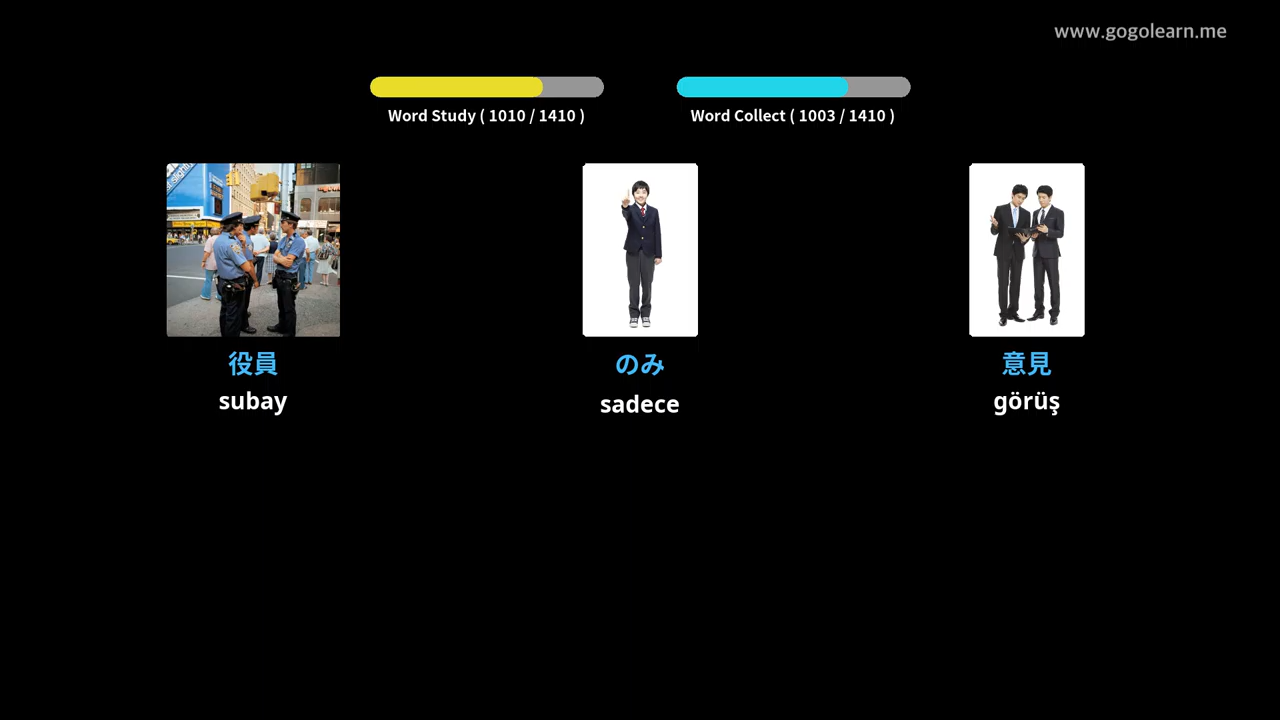 www.gogolearn.me
Word Study ( 1010 / 1410 )
Word Collect ( 1003 / 1410 )
役員
subay
のみ
sadece
意見
görüş